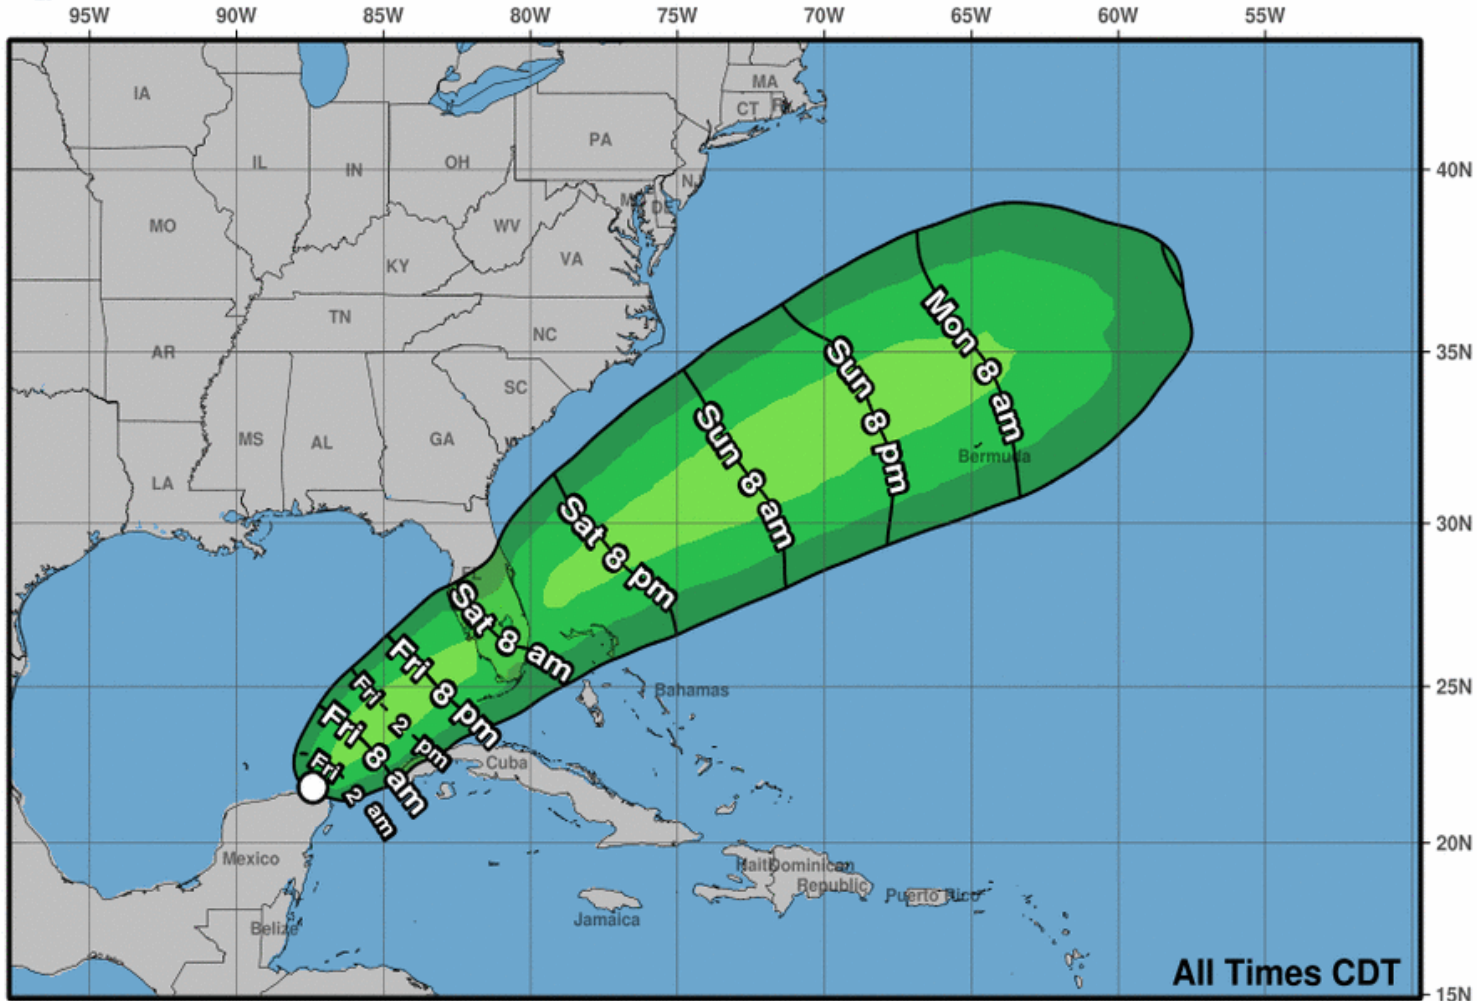 95W 90W 85W 80W 75W 70W 65W 60W 55W
MA
IA
CT RI
PA
IL
IN
OH
40N
NJ
MD
DE
MO
WV
VA
KY
Mon 8 am
TN
NC
AR
35N
Sun 8 pm
SC
Sun 8 am
MS
AL
GA
Bermuda
LA
30N
Sat 8 pm
FL
Sat 8 am
Fri 8 pm
25N
Bahamas
Fri 2 pm
Fri 8 am
Cuba
Fri 2 am
20N
Mexico
Haiti
Dominican
Republic
Puerto Rico
Jamaica
Belize
All Times CDT
15N